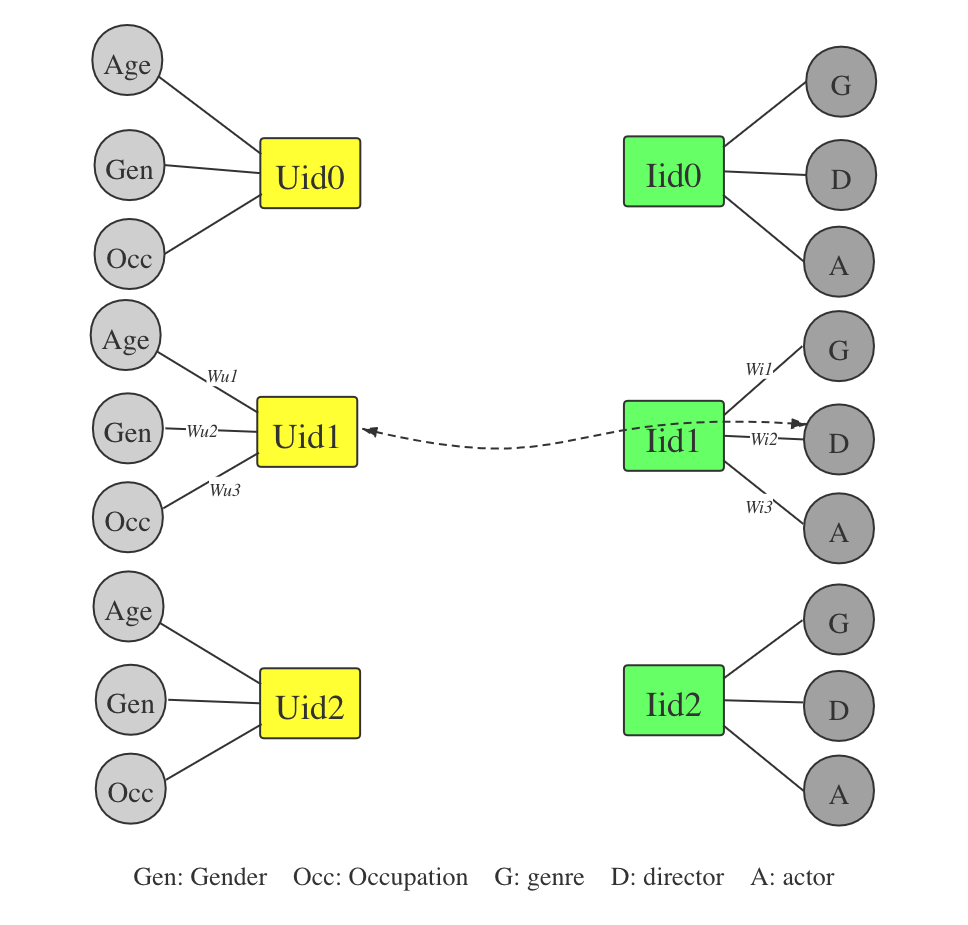 Age
Gen
Occ
Uid0
Iid0
G
D
A
Age
Gen
Occ
Wu1
Wu2
Wu3
Uid1
Iid1
Wi1
Wi2
Wi3
G
D
A
Age
Gen
Occ
Uid2
Iid2
G
D
A
Gen: Gender Occ: Occupation G: genre D: director A: actor